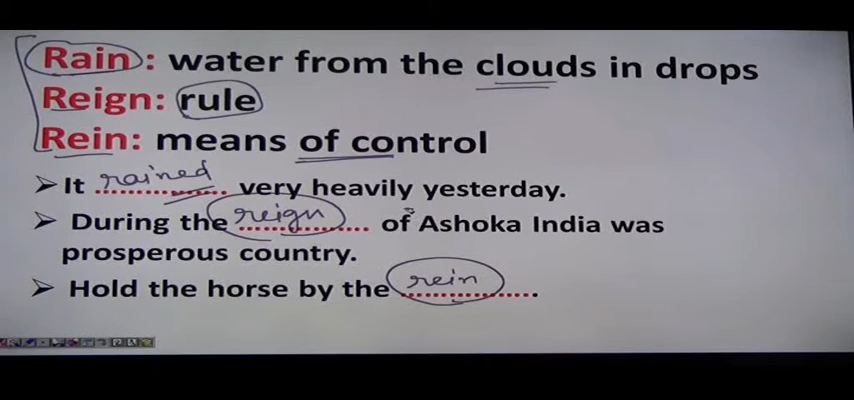 Rain: water from the clouds in drops
Reign: rule
Rein: means of control
➢ It rained very heavily yesterday.
➢ During the reign of Ashoka India was
prosperous country.
➢ Hold the horse by the rein.